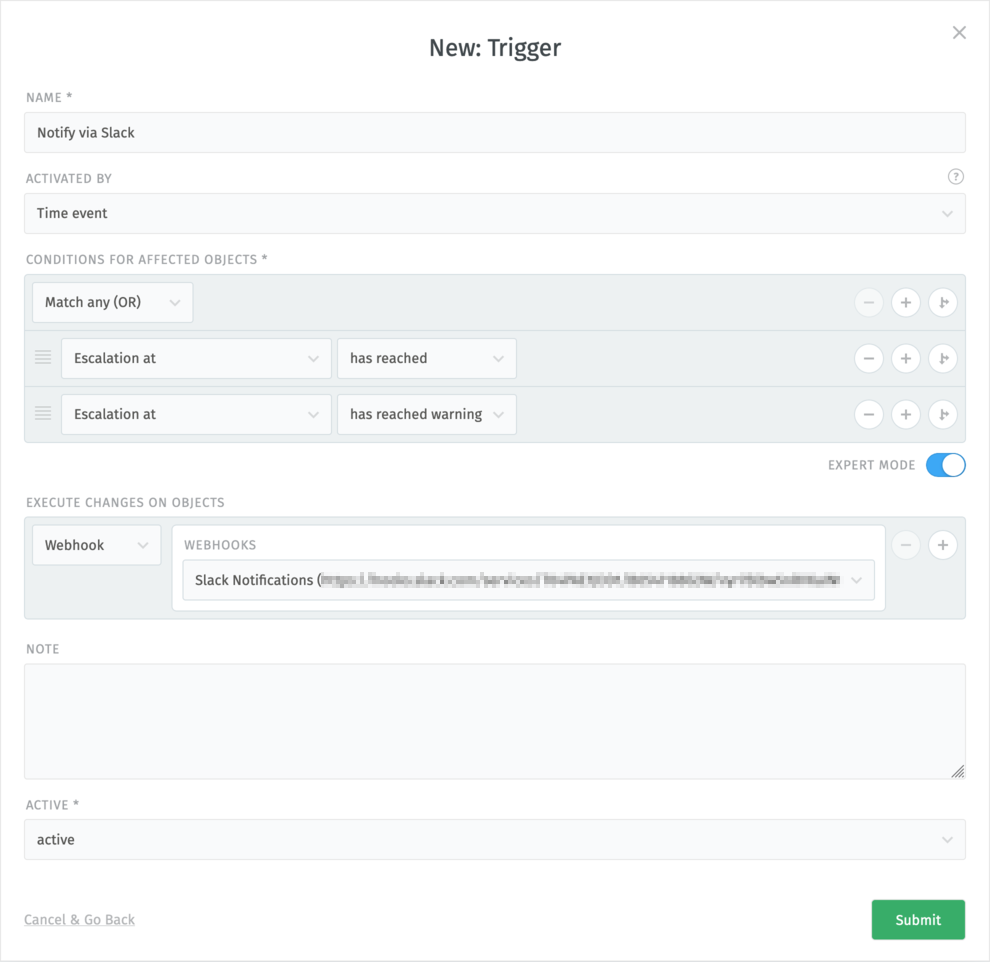 New: Trigger
NAME *
Notify via Slack
ACTIVATED BY
?
Time event
CONDITIONS FOR AFFECTED OBJECTS *
Match any (OR)
Escalation at has reached
Escalation at has reached warning
EXPERT MODE
EXECUTE CHANGES ON OBJECTS
Webhook WEBHOOKS
Slack Notifications (
NOTE
ACTIVE *
active
Cancel & Go Back Submit